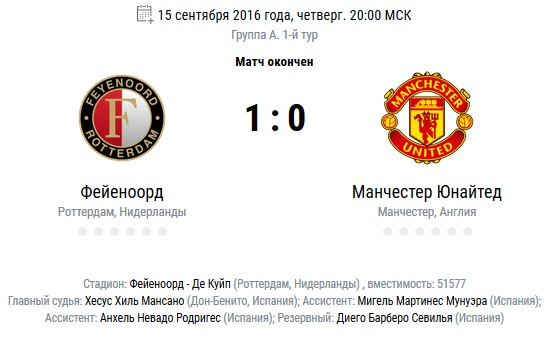 15 сентября 2016 года, четверг. 20:00 МСК
Группа А. 1-й тур
Матч окончен
FEYENOORD
ROTTERDAM
F
MANCHESTER
UNITED
1:0
Фейеноорд
Манчестер Юнайтед
Роттердам, Нидерланды
Манчестер, Англия
Стадион: Фейеноорд - Де Куйп (Роттердам, Нидерланды) , вместимость: 51577
Главный судья: Хесус Хиль Мансано (Дон-Бенито, Испания); Ассистент: Мигель Мартинес Мунуэра (Испания);
Ассистент: Анхель Невадо Родригес (Испания); Резервный: Диего Барберо Севилья (Испания)